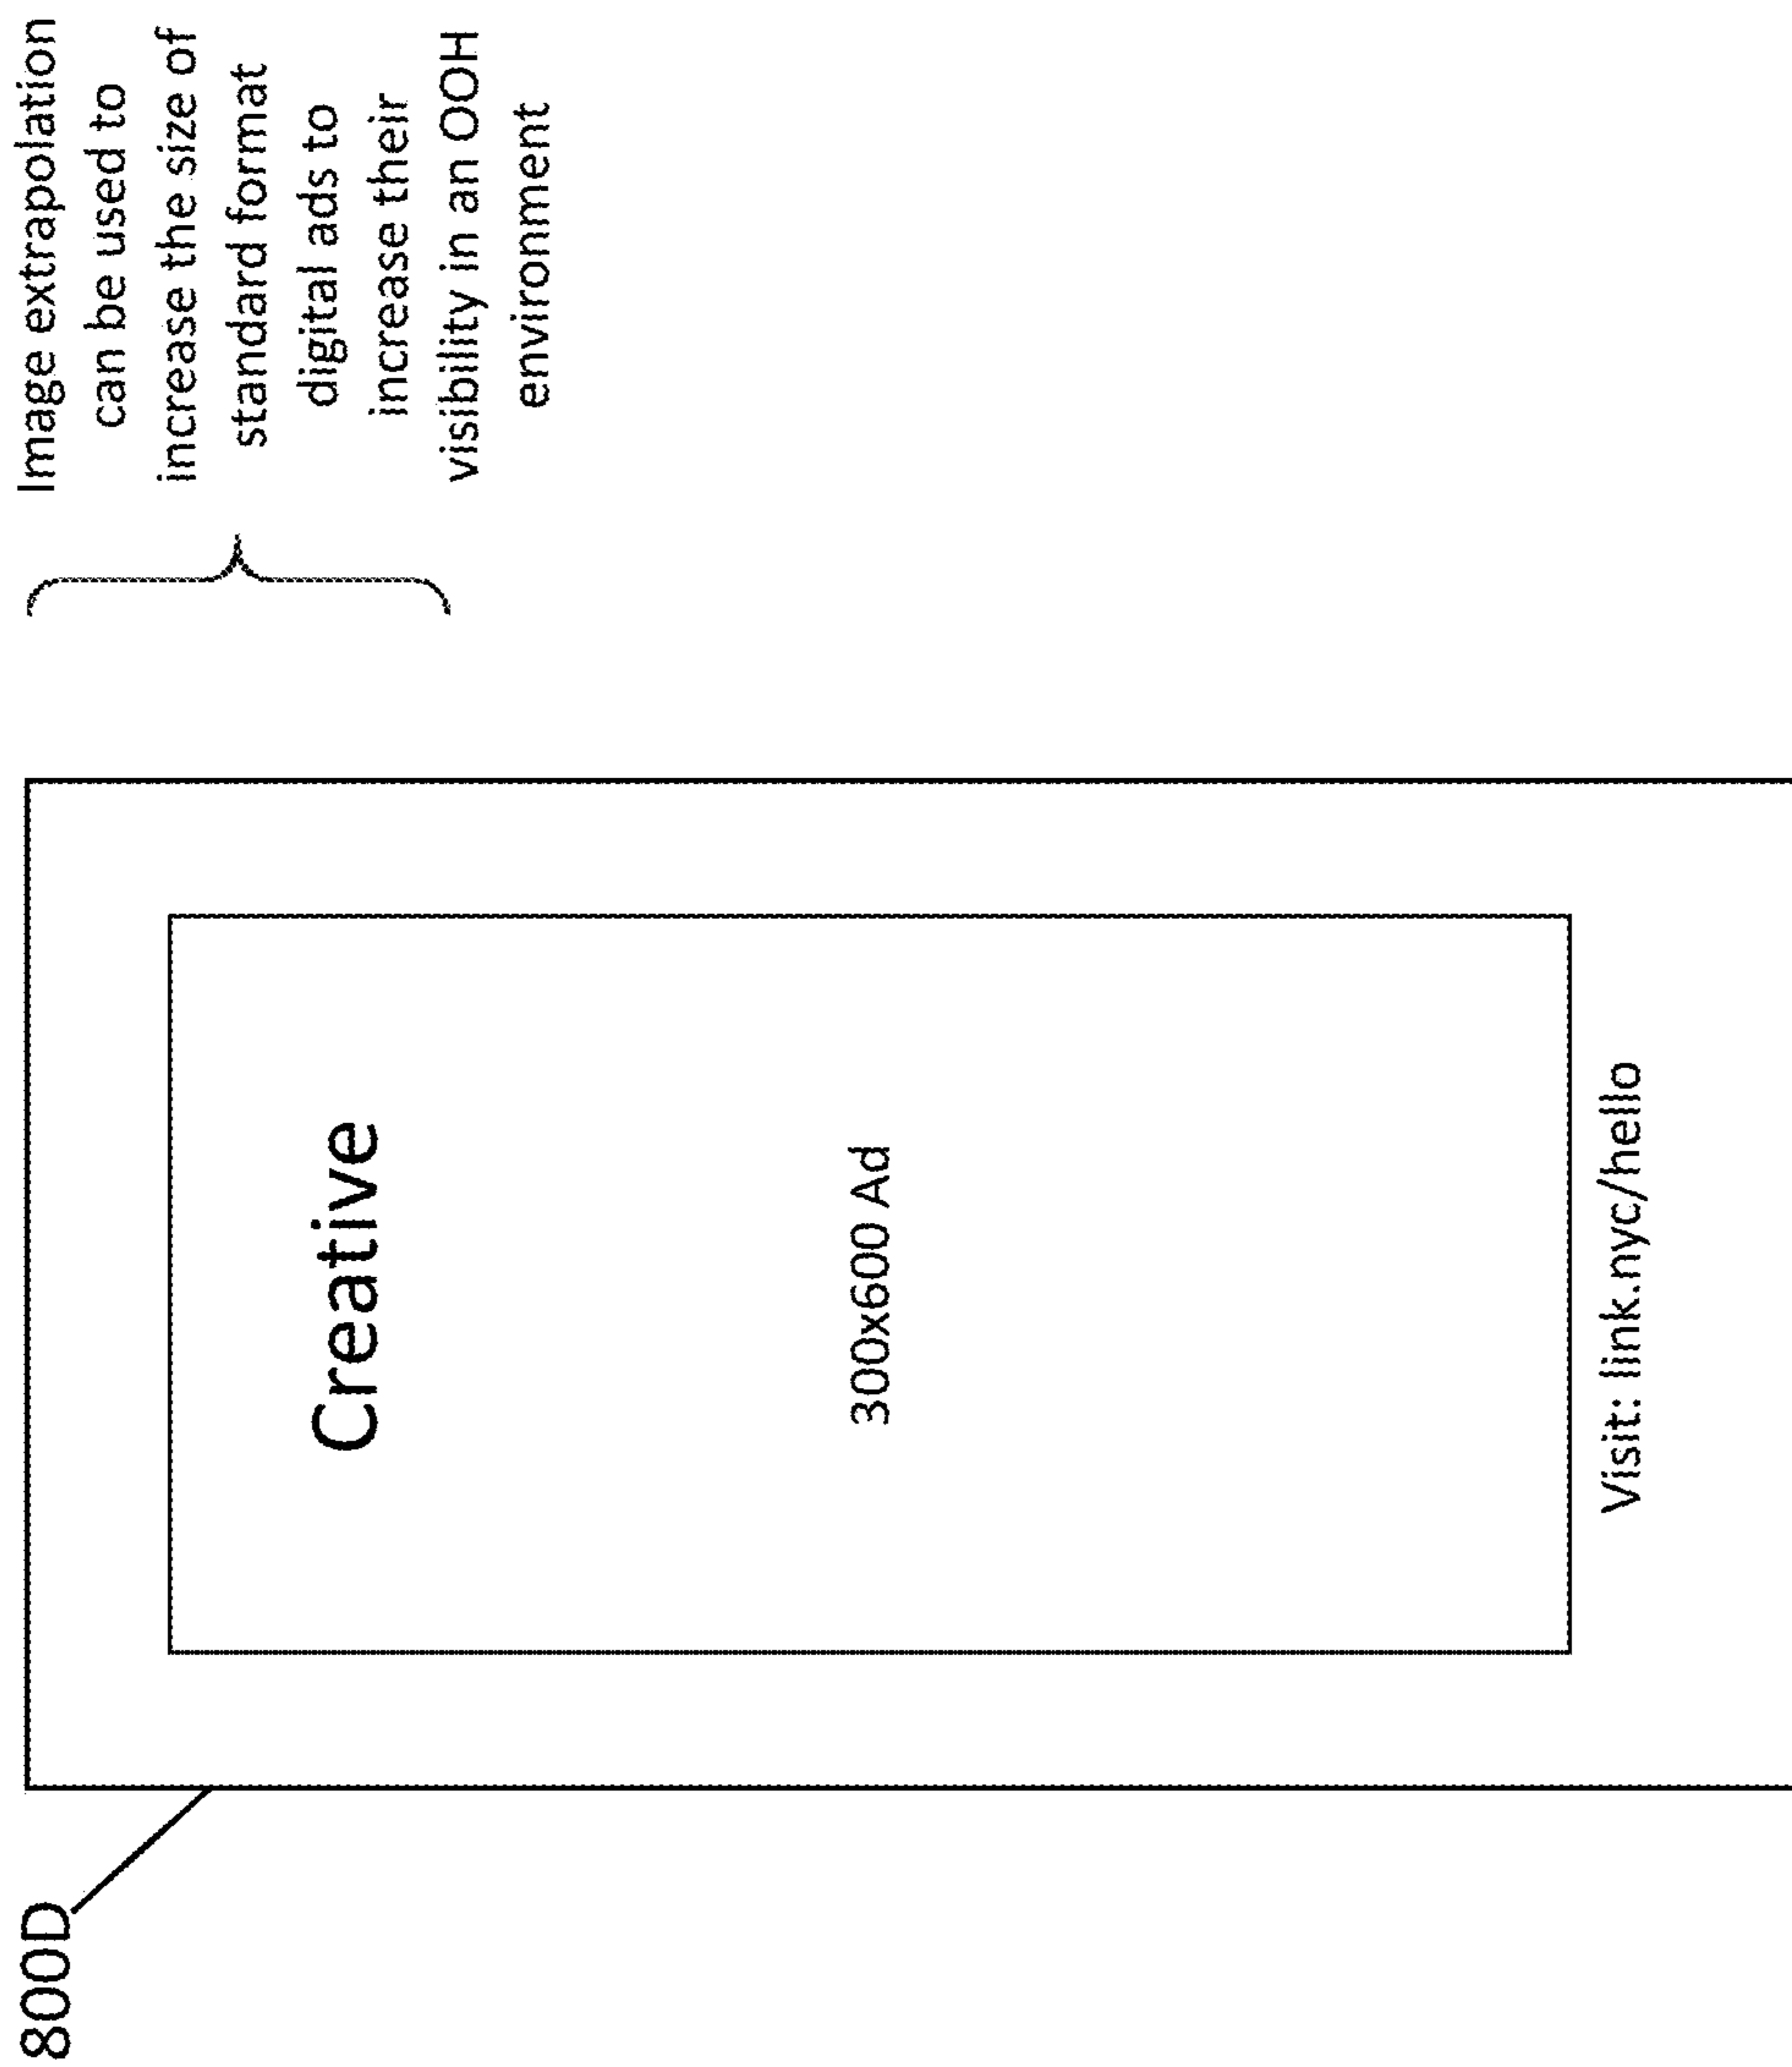 800D
Creative
300x600 Ad
Visit: link.nyc/hello
Image extrapolation
can be used to
increase the size of
standard format
digital ads to
increase their
visibility in an OOH
environment